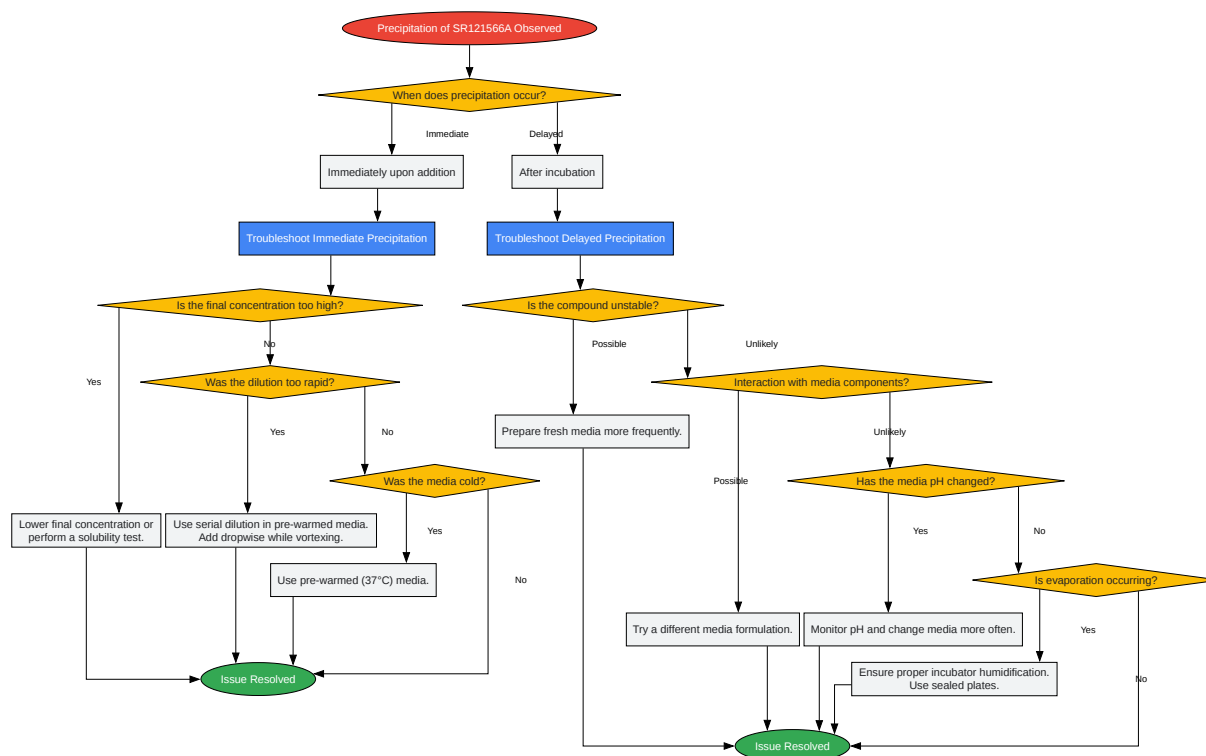 Precipitation of SR121566A Observed
When does precipitation occur?
Immediate
Delayed
Immediately upon addition
After incubation
Troubleshoot Immediate Precipitation
Troubleshoot Delayed Precipitation
Is the final concentration too high?
Is the compound unstable?
No
Possible
Unlikely
Yes
Was the dilution too rapid?
Interaction with media components?
Yes
No
Prepare fresh media more frequently.
Unlikely
Was the media cold?
Possible
Has the media pH changed?
Lower final concentration or
perform a solubility test.
Use serial dilution in pre-warmed media.
Add dropwise while vortexing.
Yes
Yes
No
Use pre-warmed (37°C) media.
No
Is evaporation occurring?
Try a different media formulation.
Monitor pH and change media more often.
Yes
Issue Resolved
Ensure proper incubator humidification.
Use sealed plates.
No
Issue Resolved